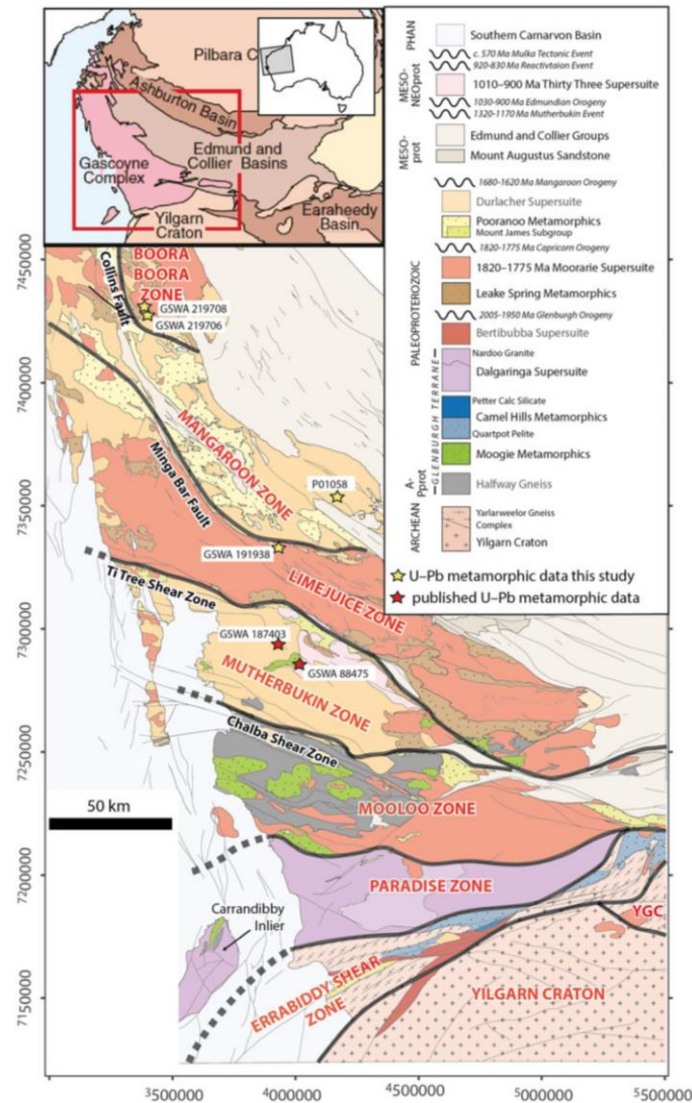 Pilbara C
Ashburton Basin
Edmund and
Collier Basins
Gascoyne
Complex
Yilgarn
Craton
Earaheedy
Basin
PHAN
Southern Carnarvon Basin
c. 570 Ma Mulka Tectonic Event
920-830 Ma Reactivtaion Event
MESO-
NEOprot
1010–900 Ma Thirty Three Supersuite
1030-900 Ma Edmundian Orogeny
1320-1170 Ma Mutherbukin Event
MESO-
prot
Edmund and Collier Groups
Mount Augustus Sandstone
1680-1620 Ma Mangaroon Orogeny
PALEOPROTEROZOIC
Durlacher Supersuite
Pooranoo Metamorphics
Mount James Subgroup
1820-1775 Ma Capricorn Orogeny
1820–1775 Ma Moorarie Supersuite
Leake Spring Metamorphics
2005-1950 Ma Glenburgh Orogeny
Bertibubba Supersuite
GLENBURGH TERRANE
Nardoo Granite
Dalgaringa Supersuite
Petter Calc Silicate
Camel Hills Metamorphics
Quartpot Pelite
Moogie Metamorphics
A-
Pprot
Halfway Gneiss
ARCHEAN
Yarlarweelor Gneiss
Complex
Yilgarn Craton
U–Pb metamorphic data this study
published U–Pb metamorphic data
7450000
7400000
7350000
7300000
7250000
7200000
7150000
Collins Fault
BOORA
BOORA
ZONE
GSWA 219708
GSWA 219706
MANGAROON ZONE
Minga Bar Fault
P01058
GSWA 191938
LIMEJUICE ZONE
Ti Tree Shear Zone
GSWA 187403
GSWA 88475
MUTHERBUKIN ZONE
Chalba Shear Zone
50 km
MOOLOO ZONE
PARADISE ZONE
Carrandibby
Inlier
YGC
ERRABIDDY SHEAR
ZONE
YILGARN CRATON
3500000
4000000
4500000
5000000
5500000